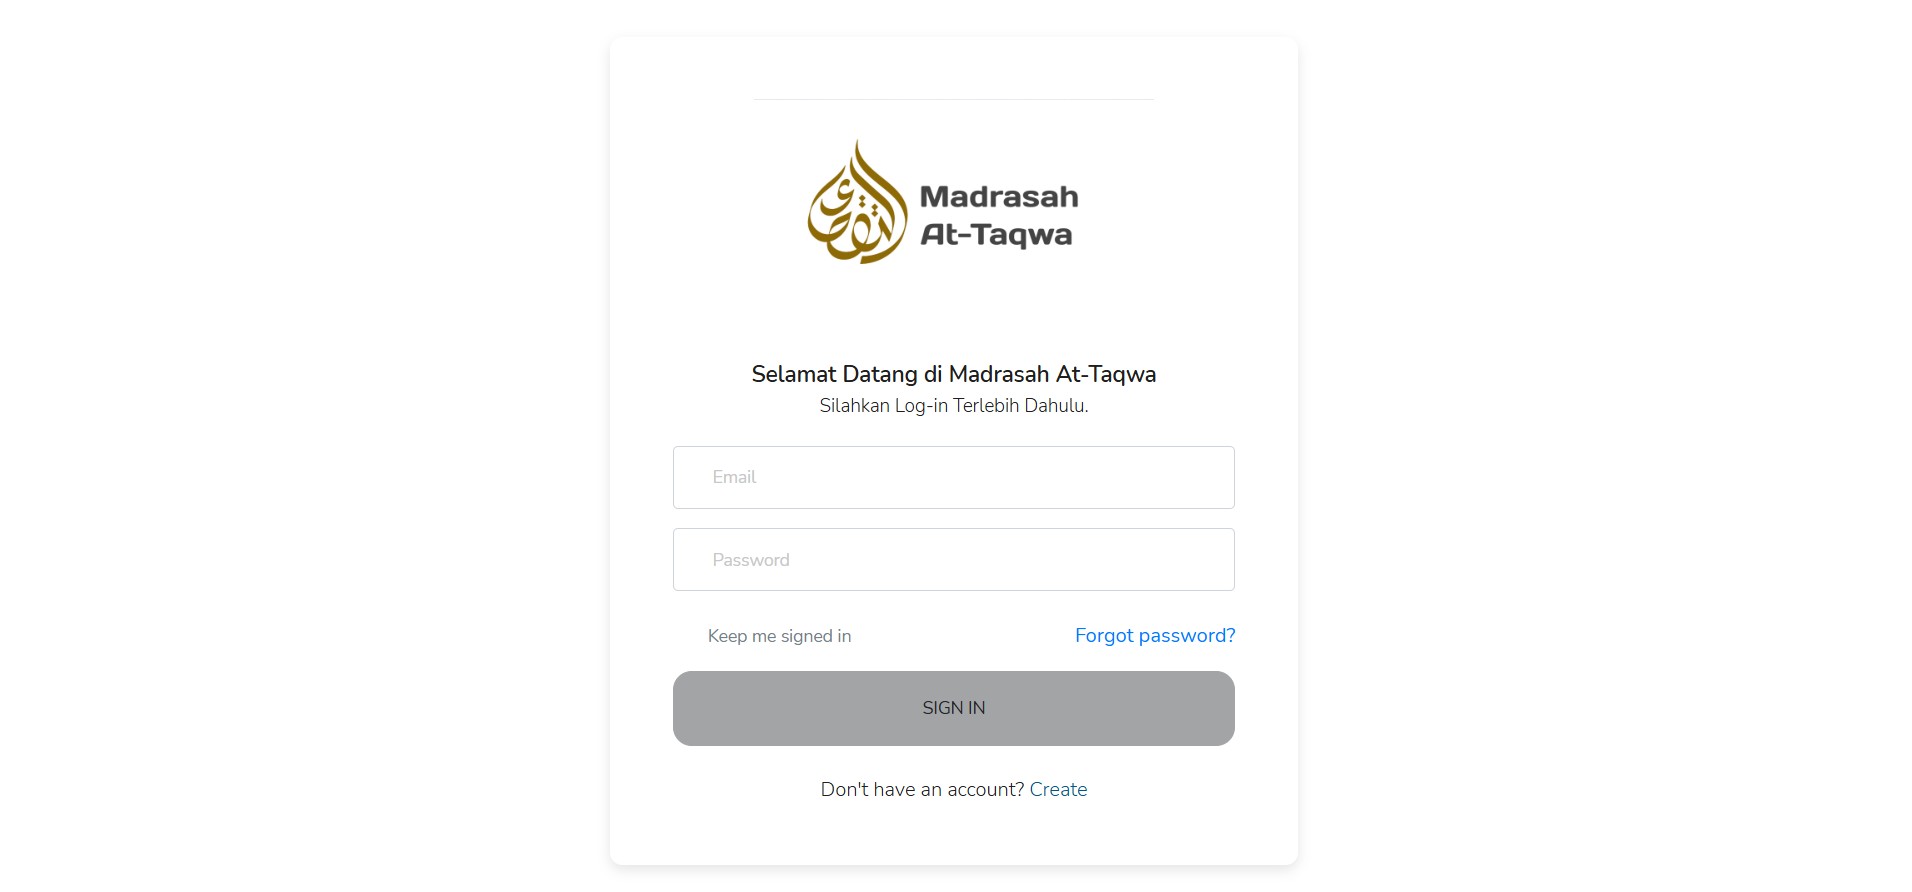 التقوى
Madrasah
At-Taqwa
Selamat Datang di Madrasah At-Taqwa
Silahkan Log-in Terlebih Dahulu.
Email
Password
Keep me signed in
Forgot password?
SIGN IN
Don't have an account? Create